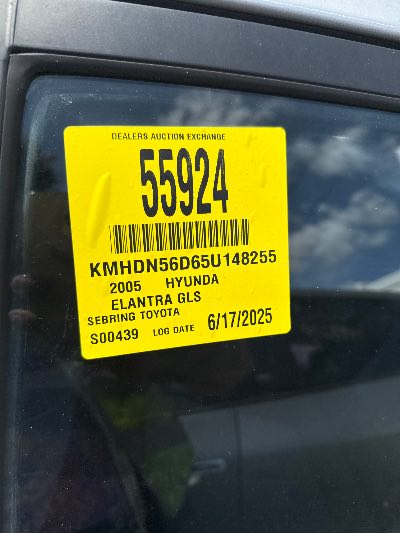 DEALERS AUCTION EXCHANGE
55924
KMHDN56D65U148255
2005 HYUNDA
ELANTRA GLS
SEBRING TOYOTA
S00439 LOG DATE 6/17/2025